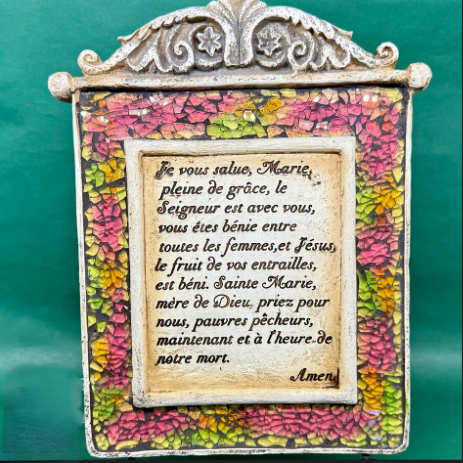 Je vous salue, Marie,
pleine de grâce, le
Seigneur est avec vous,
vous êtes bénie entre
toutes les femmes,et Jésus,
le fruit de vos entrailles,
est béni. Sainte Marie,
mère de Dieu, priez pour
nous, pauvres pêcheurs,
maintenant et à l'heure de
notre mort.
Amen